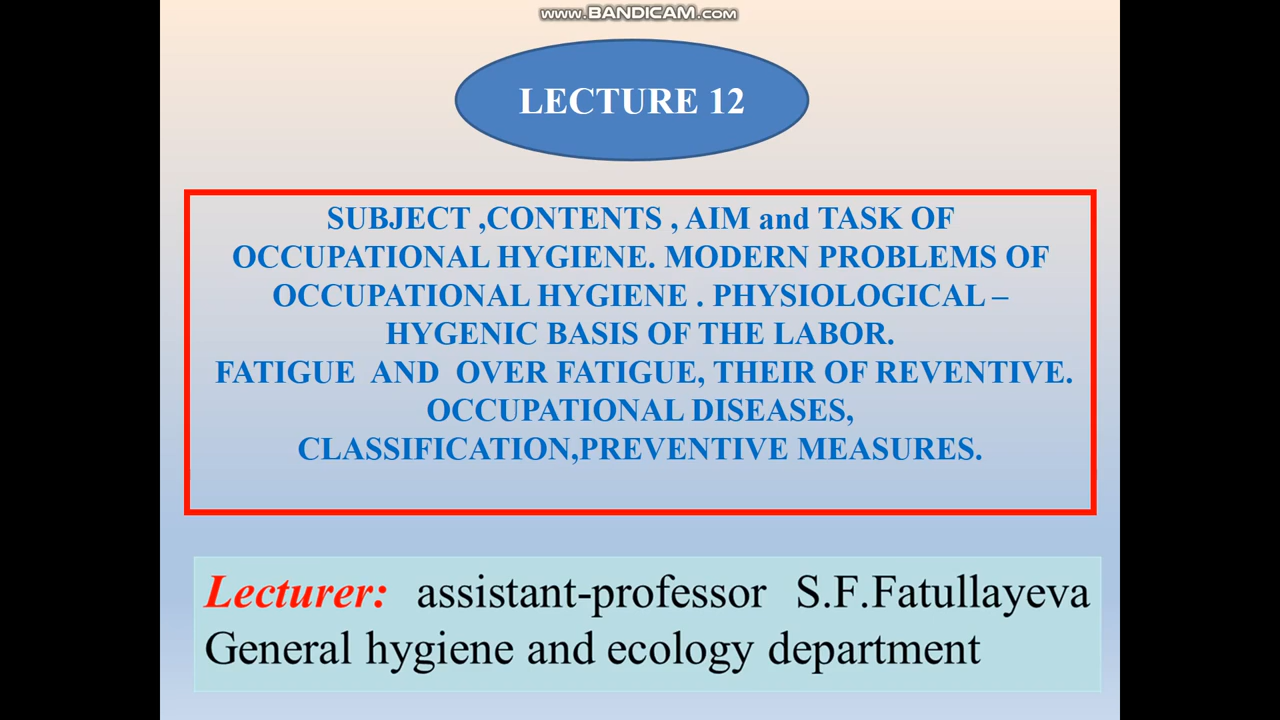 www.BANDICAM.com
LECTURE 12
SUBJECT ,CONTENTS , AIM and TASK OF
OCCUPATIONAL HYGIENE. MODERN PROBLEMS OF
OCCUPATIONAL HYGIENE . PHYSIOLOGICAL –
HYGENIC BASIS OF THE LABOR.
FATIGUE AND OVER FATIGUE, THEIR OF REVENTIVE.
OCCUPATIONAL DISEASES,
CLASSIFICATION,PREVENTIVE MEASURES.
Lecturer: assistant-professor S.F.Fatullayeva
General hygiene and ecology department